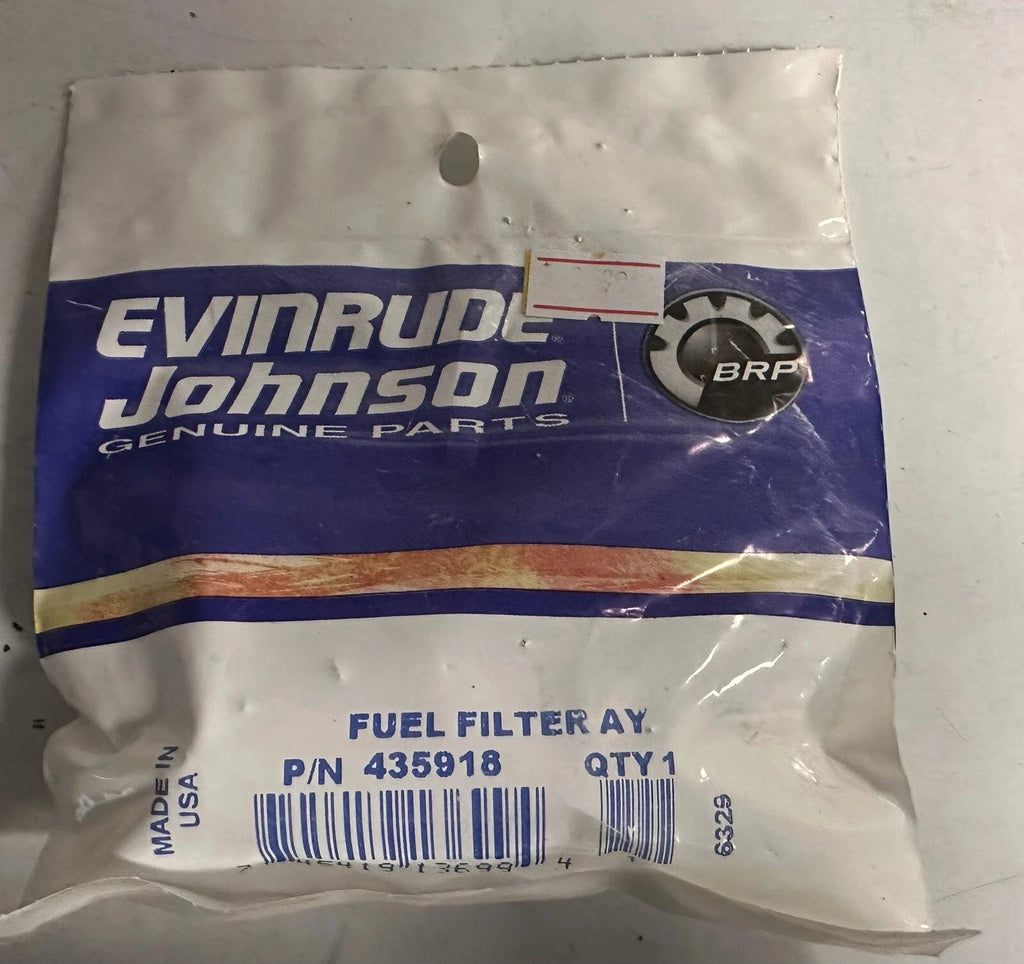 EVINRUDE®
Johnson®
GENUINE PARTS
BRP
FUEL FILTER AY.
P/N 435918
QTY 1
MADE IN
USA
6329